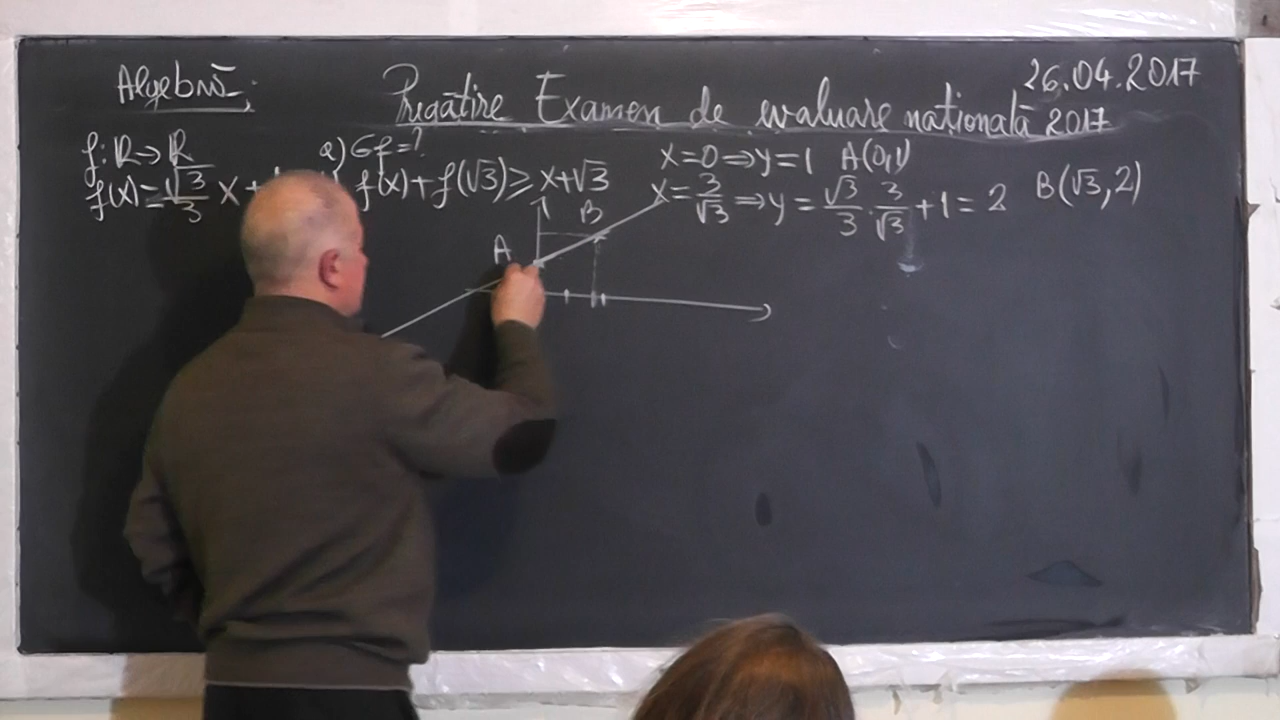 Algebră;
Pregătire Examen de evaluare națională 2017
26.04.2017
f: ℝ→ℝ
f(x)=√3/3 x+
a) Gf=?
f(x)+f(√3)≥x+√3
x=0⇒y=1 A(0,1)
x=3/√3⇒y=√3/3·3/√3+1=2 B(√3,2)
A
B